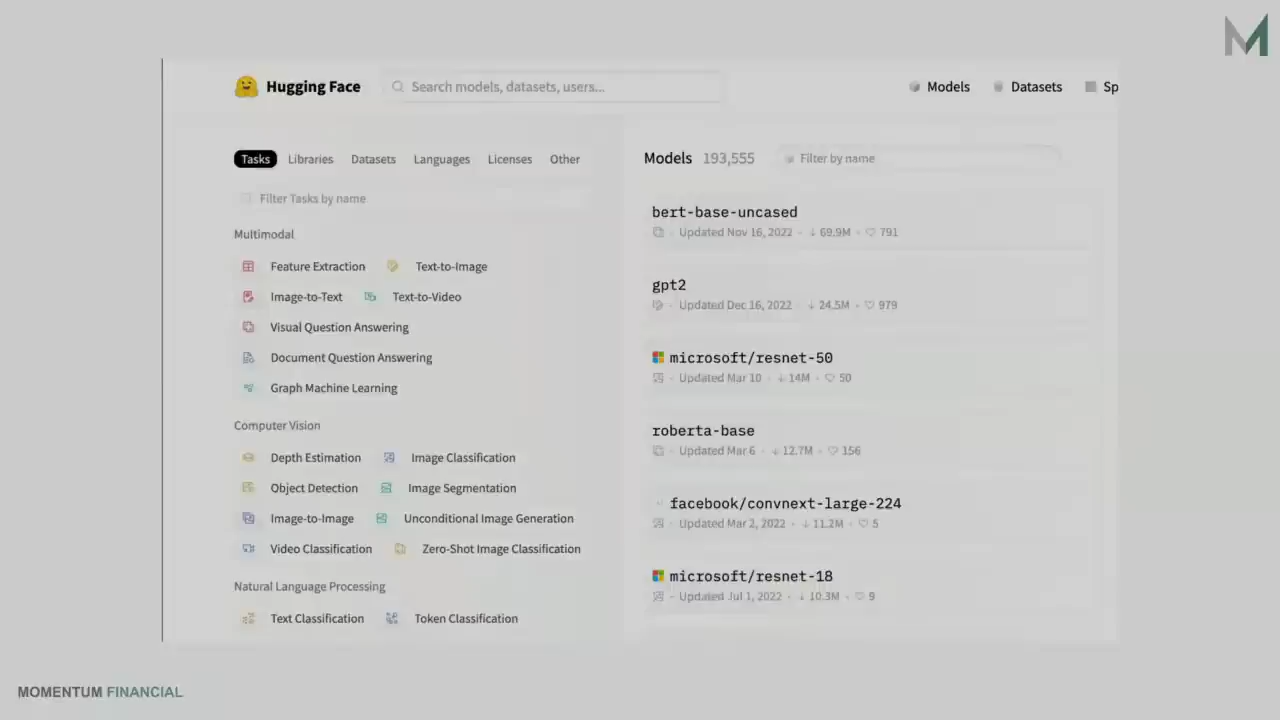 Hugging Face
Search models, datasets, users...
Models
Datasets
Sp
Tasks
Libraries
Datasets
Languages
Licenses
Other
Filter Tasks by name
Multimodal
Feature Extraction
Text-to-Image
Image-to-Text
Text-to-Video
Visual Question Answering
Document Question Answering
Graph Machine Learning
Computer Vision
Depth Estimation
Image Classification
Object Detection
Image Segmentation
Image-to-Image
Unconditional Image Generation
Video Classification
Zero-Shot Image Classification
Natural Language Processing
Text Classification
Token Classification
Models 193,555
Filter by name
bert-base-uncased
Updated Nov 16, 2022 · ↓ 69.9M · ♡ 791
gpt2
Updated Dec 16, 2022 · ↓ 24.5M · ♡ 979
microsoft/resnet-50
Updated Mar 10 · ↓ 14M · ♡ 50
roberta-base
Updated Mar 6 · ↓ 12.7M · ♡ 156
facebook/convnext-large-224
Updated Mar 2, 2022 · ↓ 11.2M · ♡ 5
microsoft/resnet-18
Updated Jul 1, 2022 · ↓ 10.3M · ♡ 9
MOMENTUM FINANCIAL